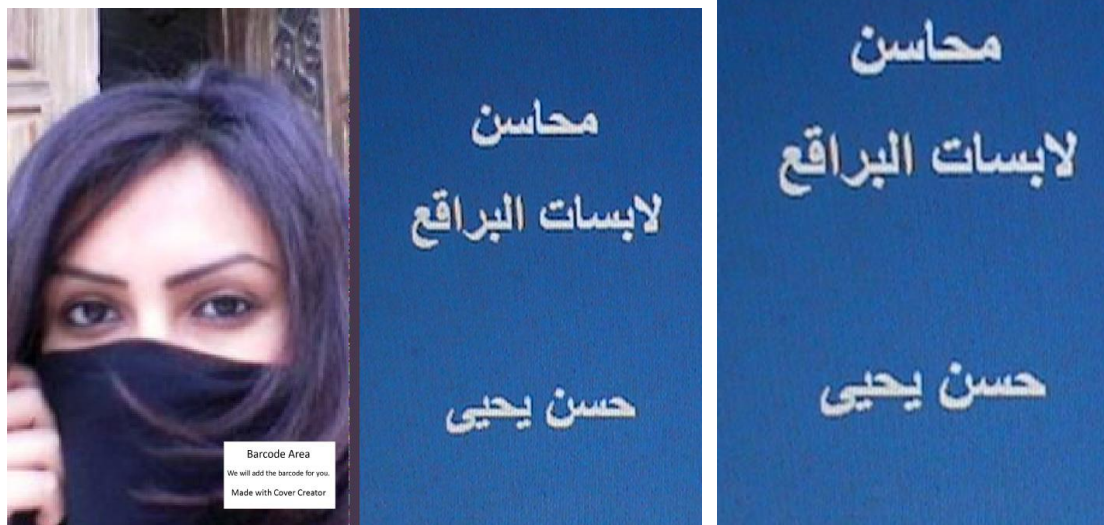 محاسن
لابسات البراقع
حسن يحيى
Barcode Area
We will add the barcode for you.
Made with Cover Creator
محاسن
لابسات البراقع
حسن يحيى